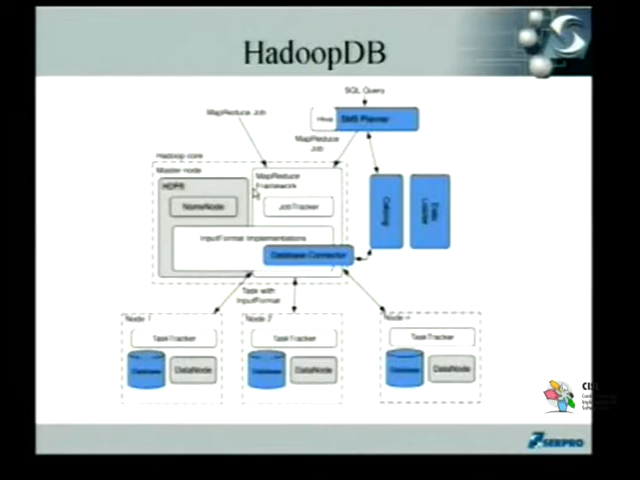 HadoopDB
SQL Query
MapReduce Job
Hive
SMS Planner
MapReduce
Job
Hadoop core
Master node
HDFS
MapReduce
Framework
NameNode
JobTracker
Catalog
Data
Loader
InputFormat Implementations
Database Connector
Task with
InputFormat
Node 1
Node 2
Node n
TaskTracker
TaskTracker
TaskTracker
Database
DataNode
Database
DataNode
Database
DataNode
SERPRO